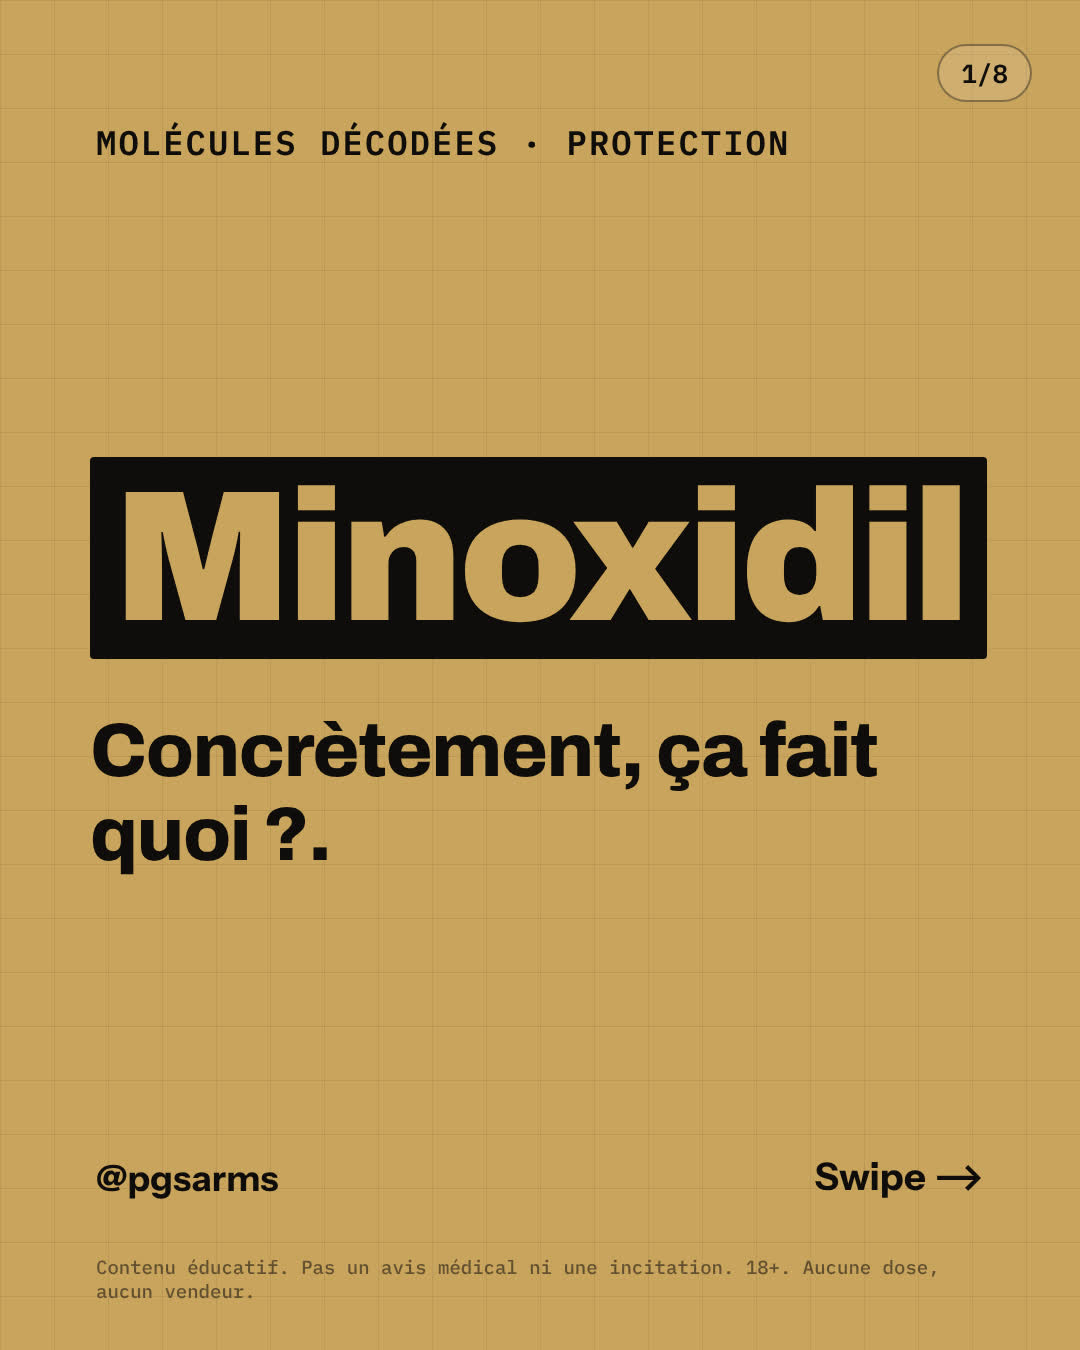 1/8
MOLÉCULES DÉCODÉES · PROTECTION
Minoxidil
Concrètement, ça fait
quoi ?.
@pgsarms
Swipe →
Contenu éducatif. Pas un avis médical ni une incitation. 18+. Aucune dose,
aucun vendeur.